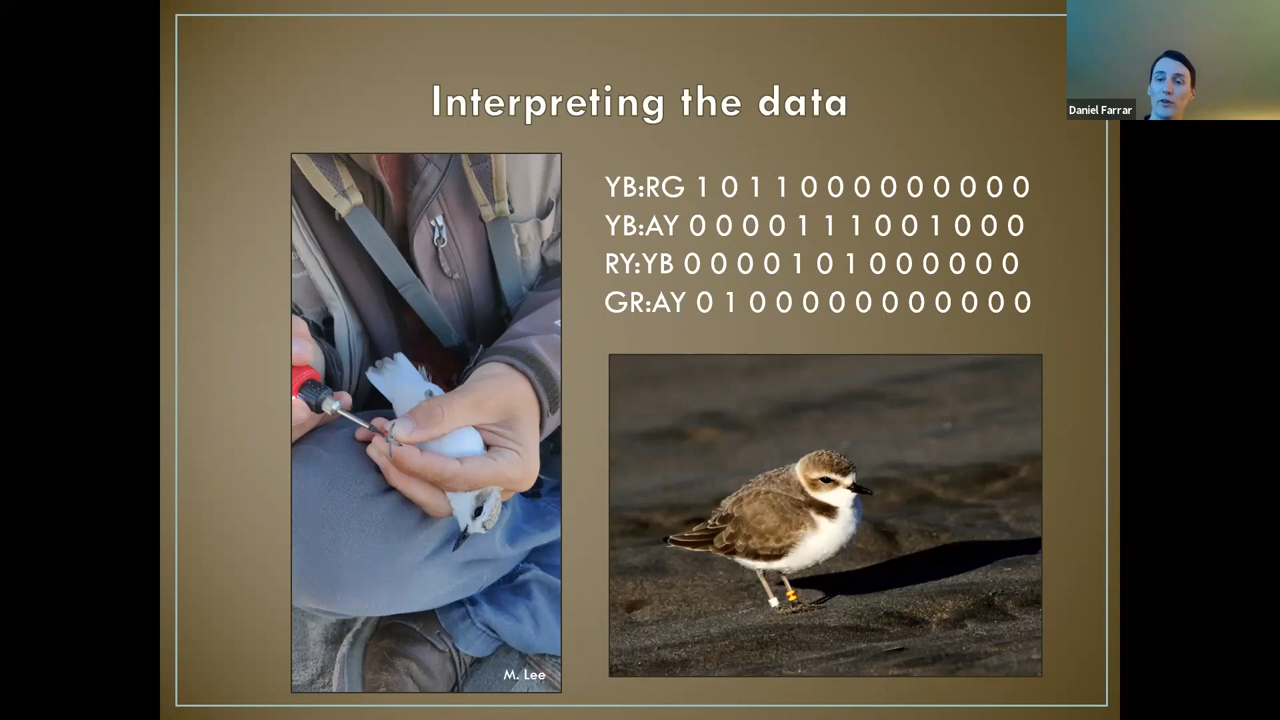 Interpreting the data
YB:RG 1 0 1 1 0 0 0 0 0 0 0 0 0
YB:AY 0 0 0 0 1 1 1 0 0 1 0 0 0
RY:YB 0 0 0 0 1 0 1 0 0 0 0 0 0
GR:AY 0 1 0 0 0 0 0 0 0 0 0 0 0
M. Lee
Daniel Farrar